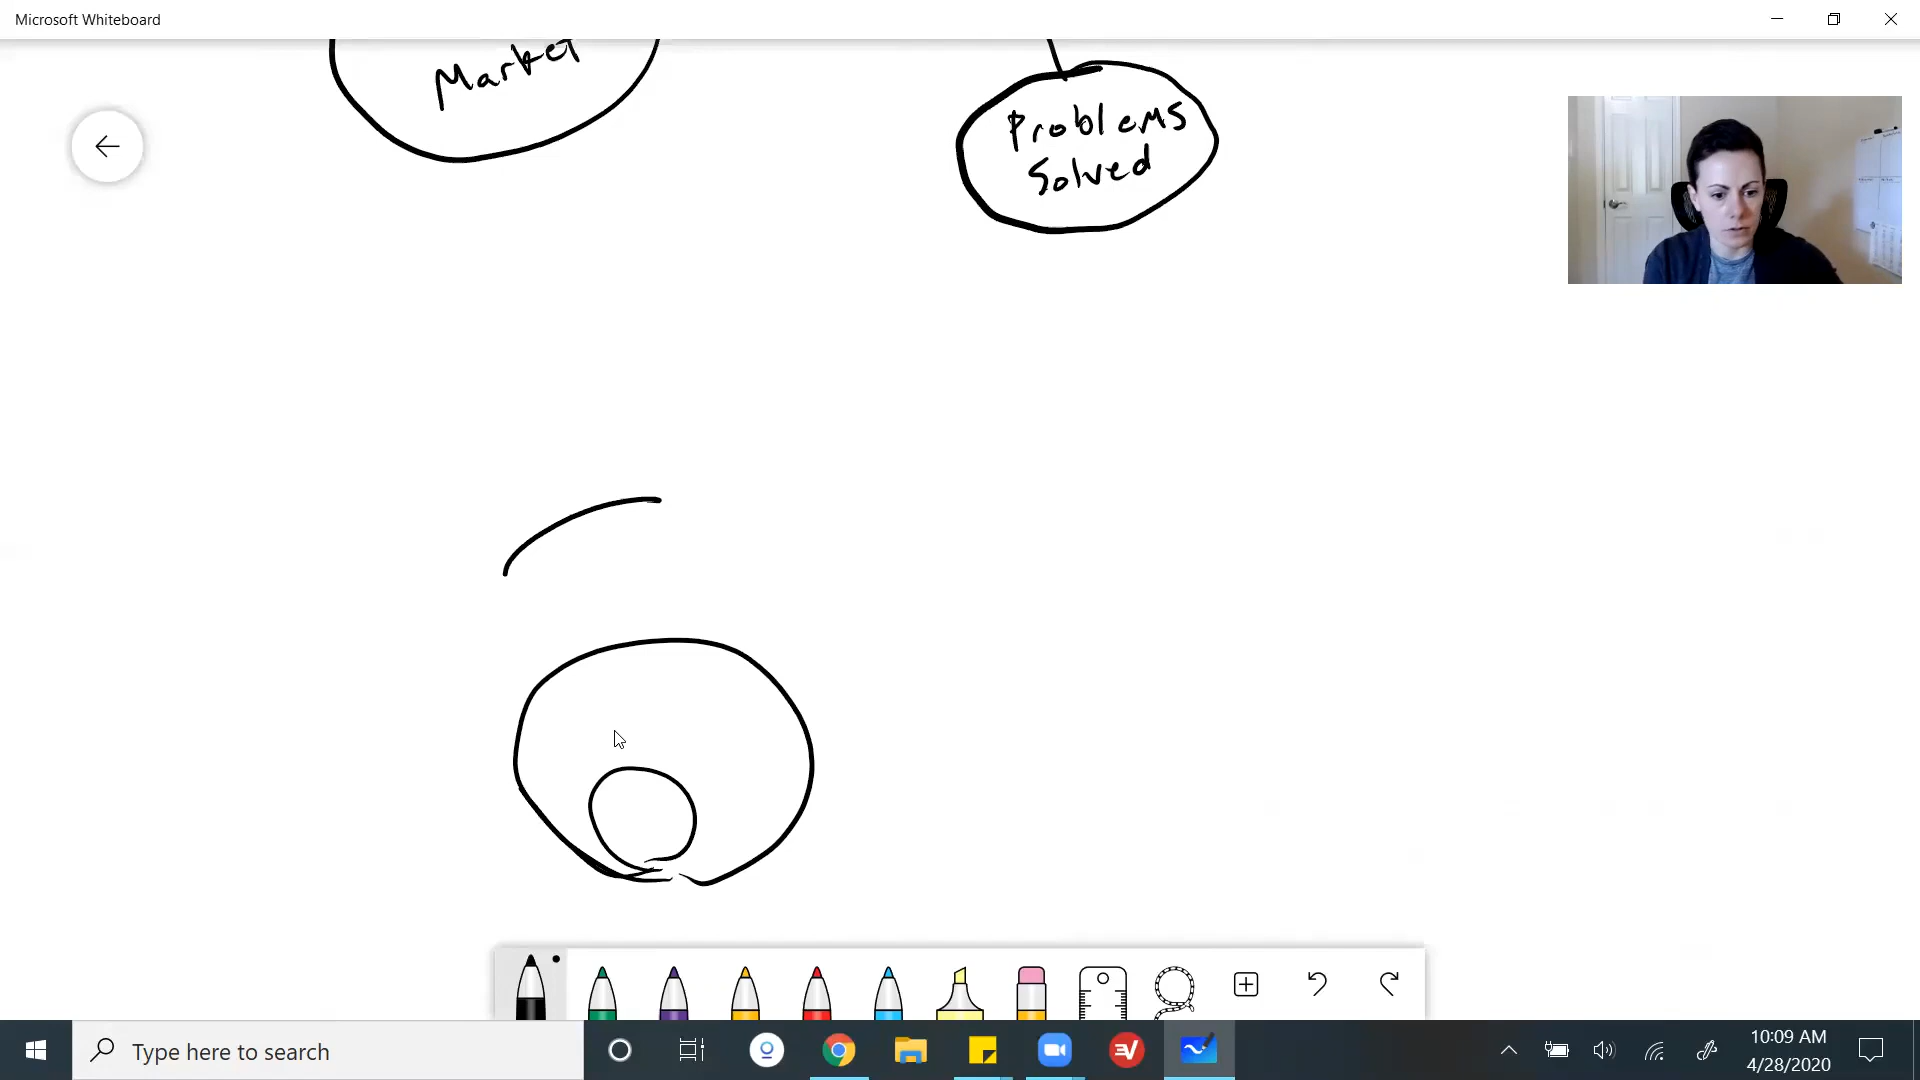 Microsoft Whiteboard
Market
Problems
Solved
Type here to search
10:09 AM
4/28/2020